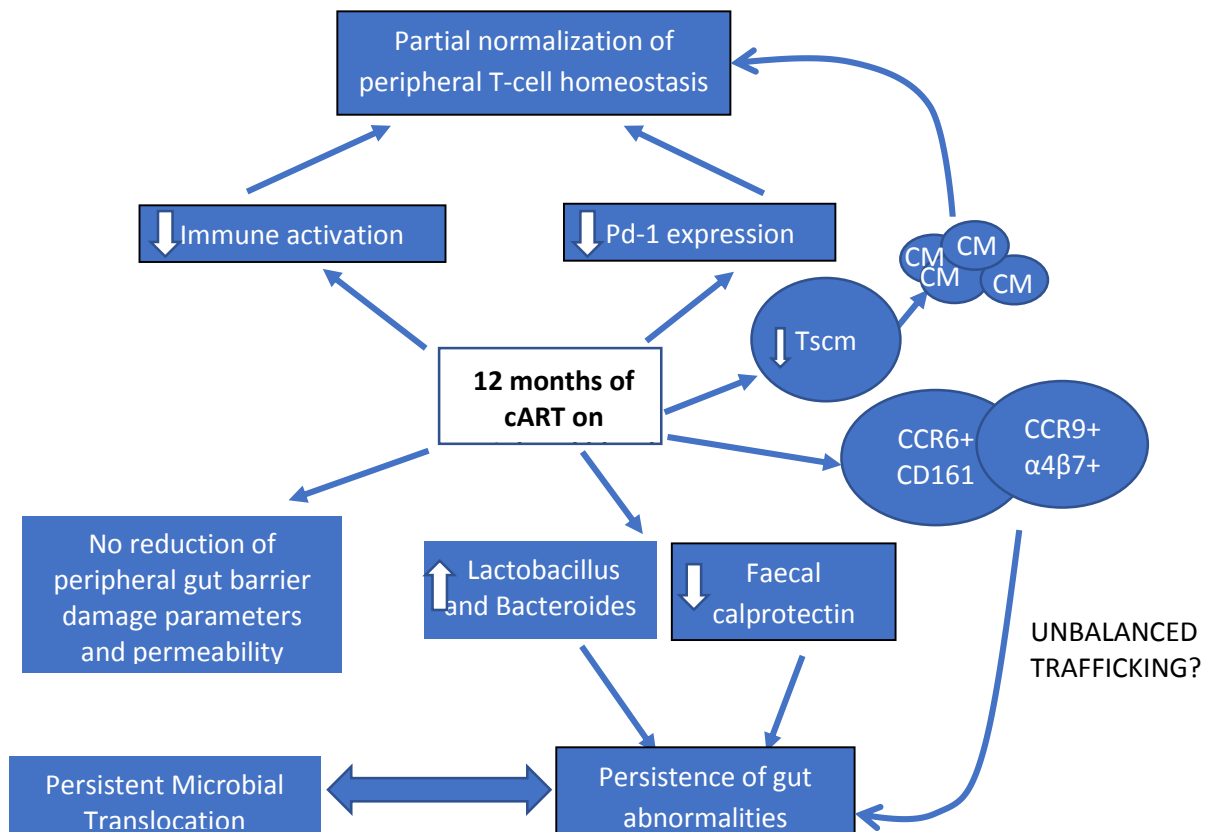 Partial normalization of
peripheral T-cell homeostasis
Immune activation
Pd-1 expression
CM
CM
CM
CM
Tscm
12 months of
cART on
CCR6+
CD161
CCR9+
α4β7+
No reduction of
peripheral gut barrier
damage parameters
and permeability
Lactobacillus
and Bacteroides
Faecal
calprotectin
UNBALANCED
TRAFFICKING?
Persistent Microbial
Translocation
Persistence of gut
abnormalities